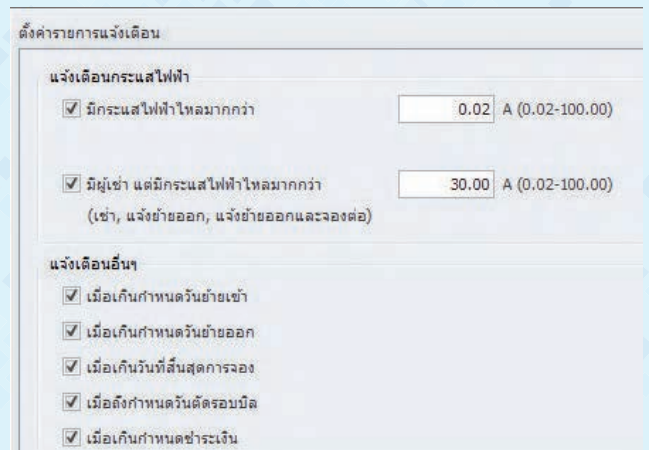 ตั้งค่ารายการแจ้งเตือน
แจ้งเตือนกระแสไฟฟ้า
มีกระแสไฟฟ้าไหลมากกว่า 0.02 A (0.02-100.00)
มีผู้เช่า แต่มีกระแสไฟฟ้าไหลมากกว่า 30.00 A (0.02-100.00)
(เช่า, แจ้งย้ายออก, แจ้งย้ายออกและจองต่อ)
แจ้งเตือนอื่นๆ
เมื่อเกินกำหนดวันย้ายเข้า
เมื่อเกินกำหนดวันย้ายออก
เมื่อเกินวันที่สิ้นสุดการจอง
เมื่อถึงกำหนดวันตัดรอบบิล
เมื่อเกินกำหนดชำระเงิน